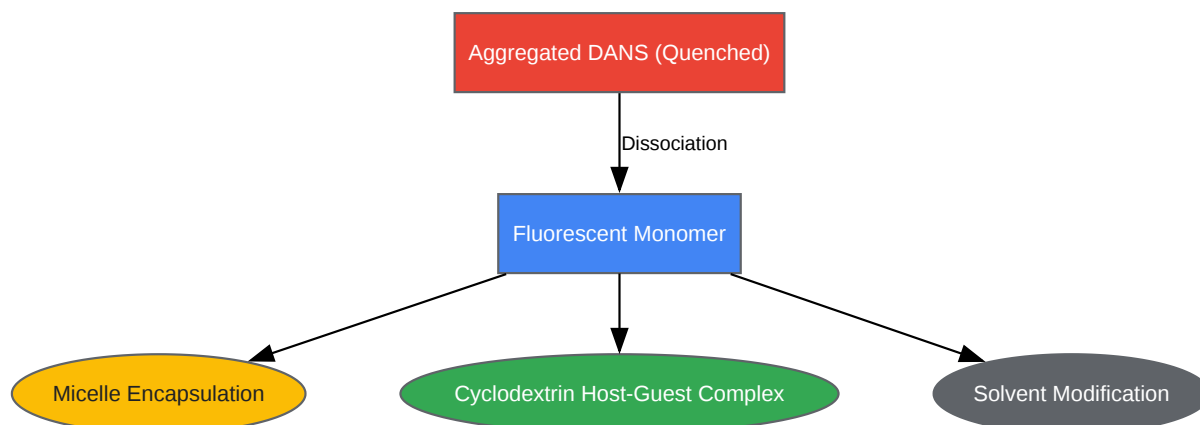 Aggregated DANS (Quenched)
Dissociation
Fluorescent Monomer
Micelle Encapsulation
Cyclodextrin Host-Guest Complex
Solvent Modification